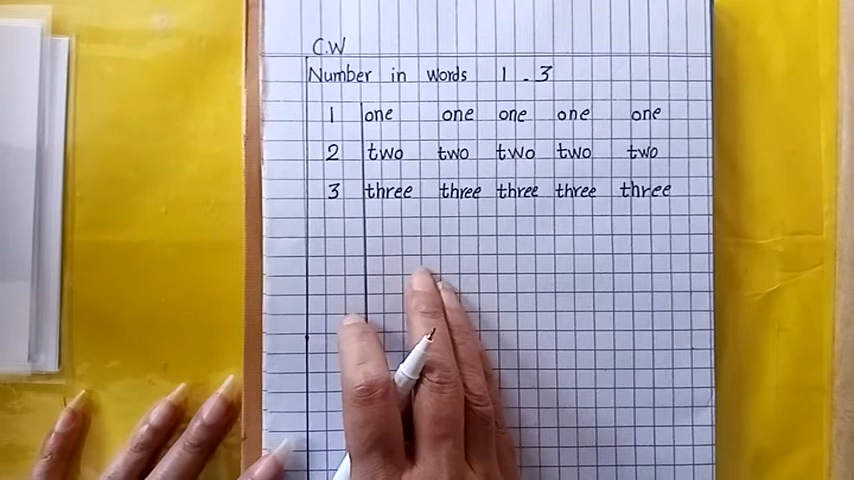 C.W
Number in words 1 - 3
1 one one one one one
2 two two two two two
3 three three three three three